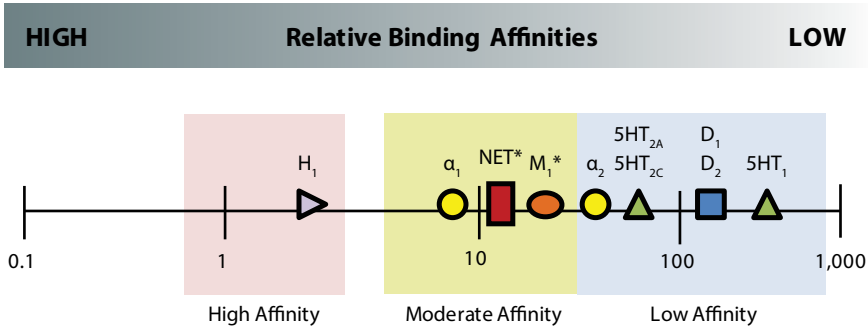 HIGH Relative Binding Affinities LOW
5HT2A D1
H1 α1 NET* M1* α2 5HT2C D2 5HT1
0.1 1 10 100 1,000
High Affinity Moderate Affinity Low Affinity